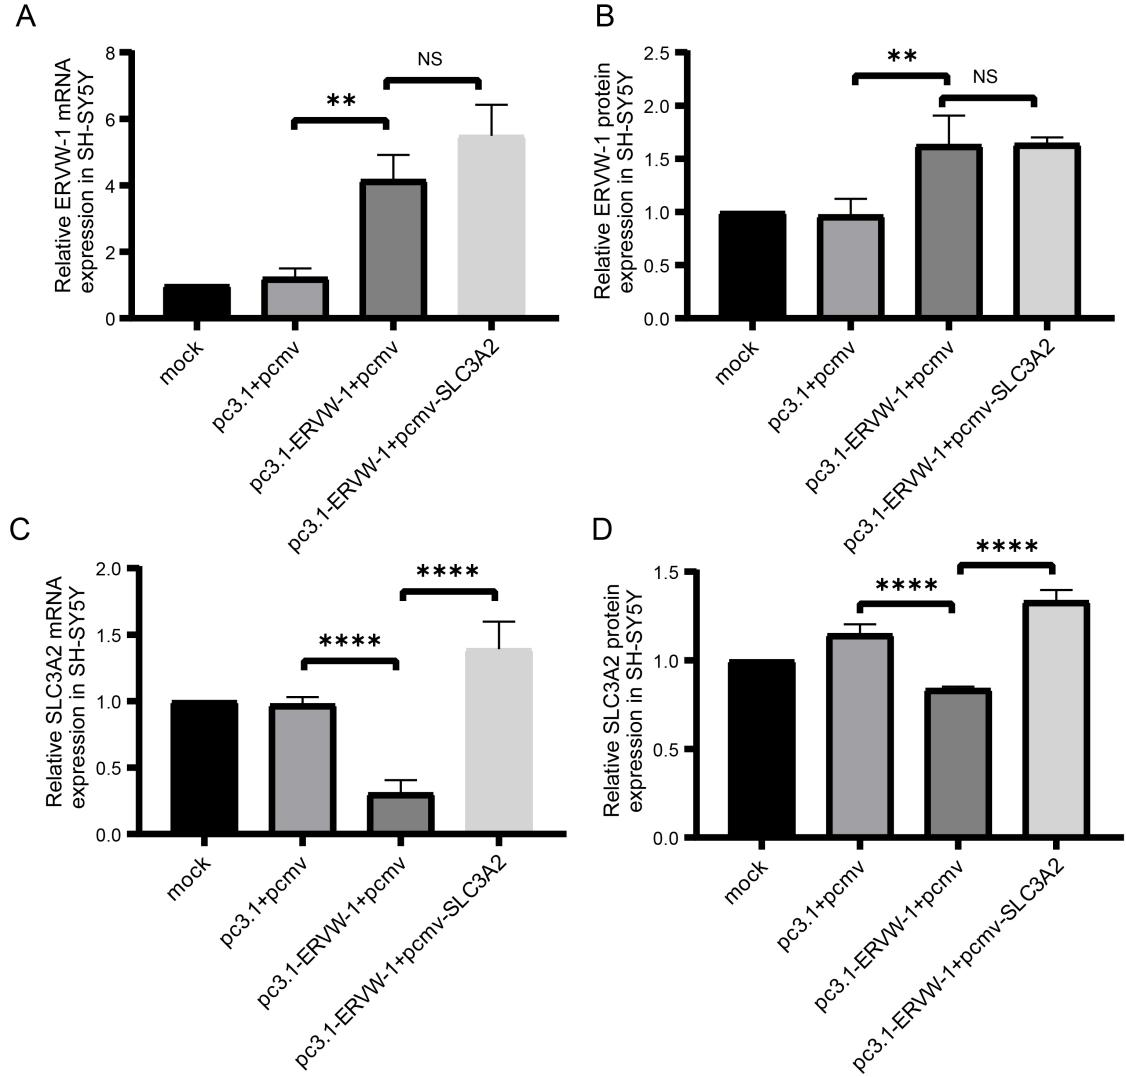 A
Relative ERVW-1 mRNA
expression in SH-SY5Y
8
6
4
2
0
**
NS
mock
pc3.1+pcmv
pc3.1-ERVW-1+pcmv
pc3.1-ERVW-1+pcmv-SLC3A2
B
Relative ERVW-1 protein
expression in SH-SY5Y
2.5
2.0
1.5
1.0
0.5
0.0
**
NS
mock
pc3.1+pcmv
pc3.1-ERVW-1+pcmv
pc3.1-ERVW-1+pcmv-SLC3A2
C
Relative SLC3A2 mRNA
expression in SH-SY5Y
2.0
1.5
1.0
0.5
0.0
****
****
mock
pc3.1+pcmv
pc3.1-ERVW-1+pcmv
pc3.1-ERVW-1+pcmv-SLC3A2
D
Relative SLC3A2 protein
expression in SH-SY5Y
1.5
1.0
0.5
0.0
****
****
mock
pc3.1+pcmv
pc3.1-ERVW-1+pcmv
pc3.1-ERVW-1+pcmv-SLC3A2